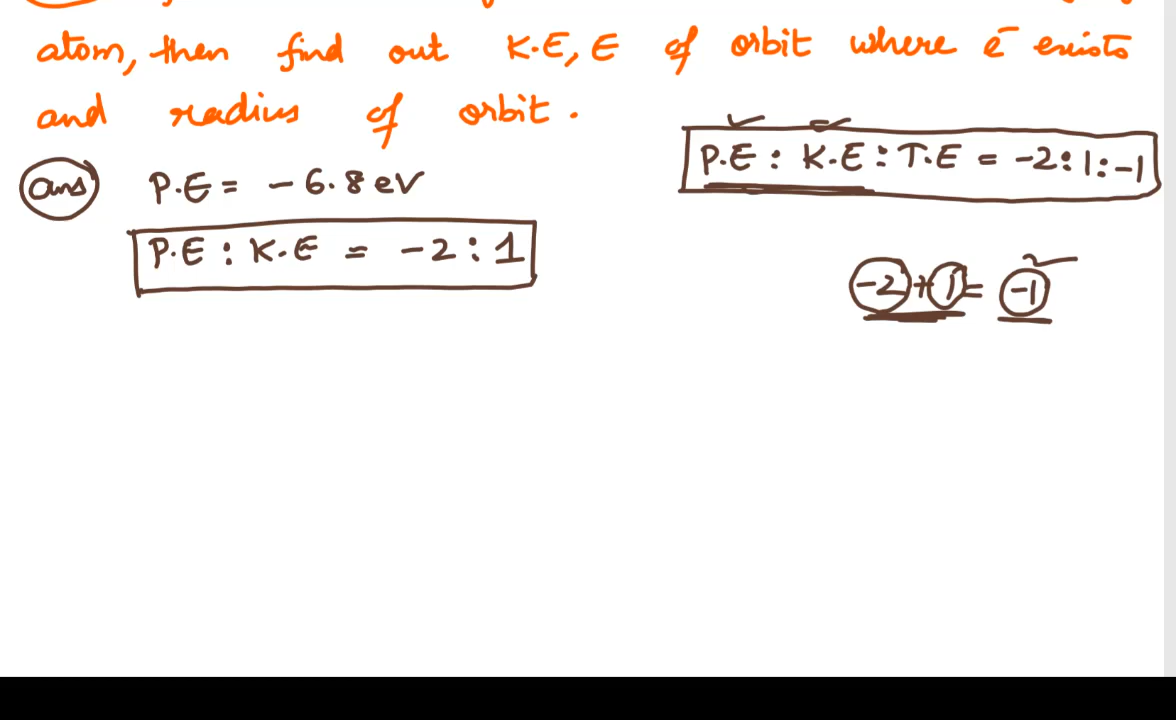 atom, then find out K.E, E of orbit where e⁻ exists
and radius of orbit.
P.E : K.E : T.E = -2 : 1 : -1
ans P.E = - 6.8 eV
P.E : K.E = -2 : 1
-2 + 1 = -1